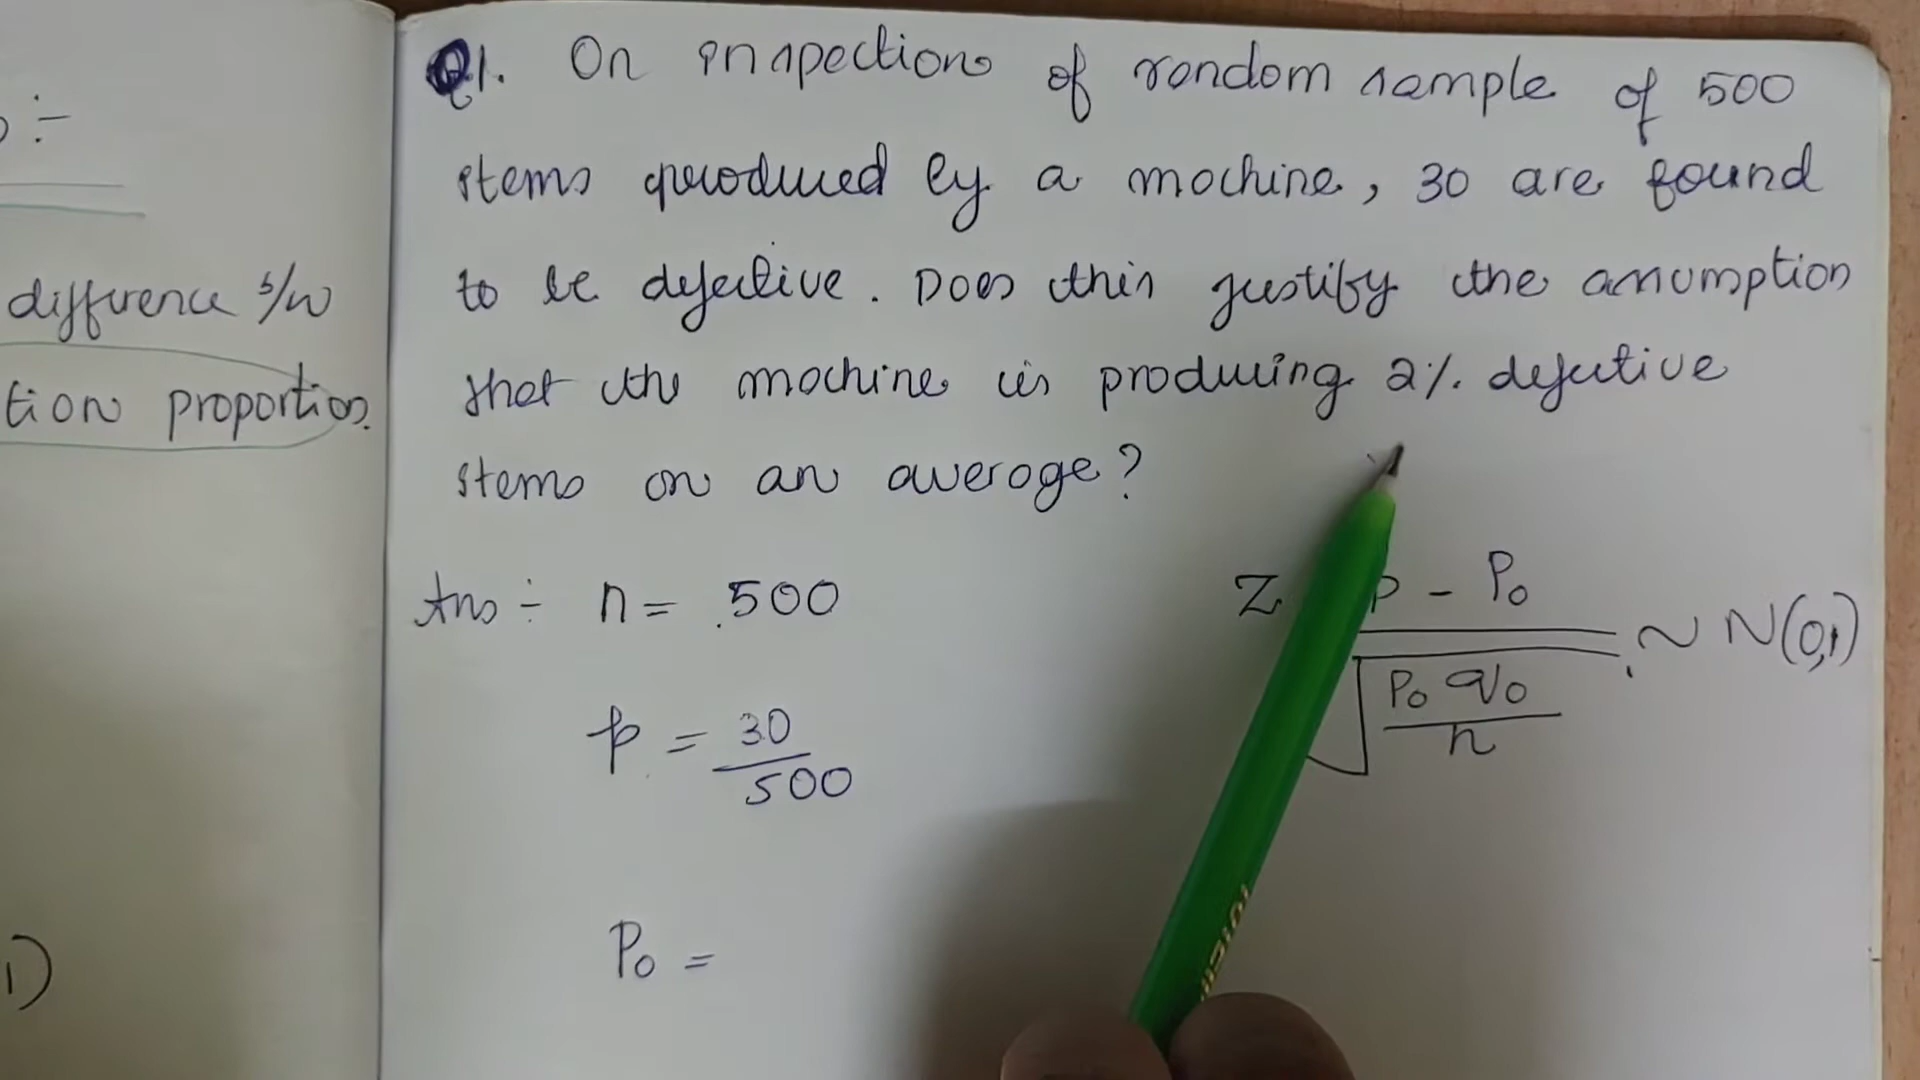 :-
difference b/w
tion proportion.
1)
Q1. On inspection of random sample of 500
items produced by a machine, 30 are found
to be defective. Does this justify the assumption
that the machine is producing 2% defective
items on an average?
Ans :- n = 500
p = 30/500
P₀ =
Z P - P₀
√(P₀ q₀ / n) ~ N(0,1)